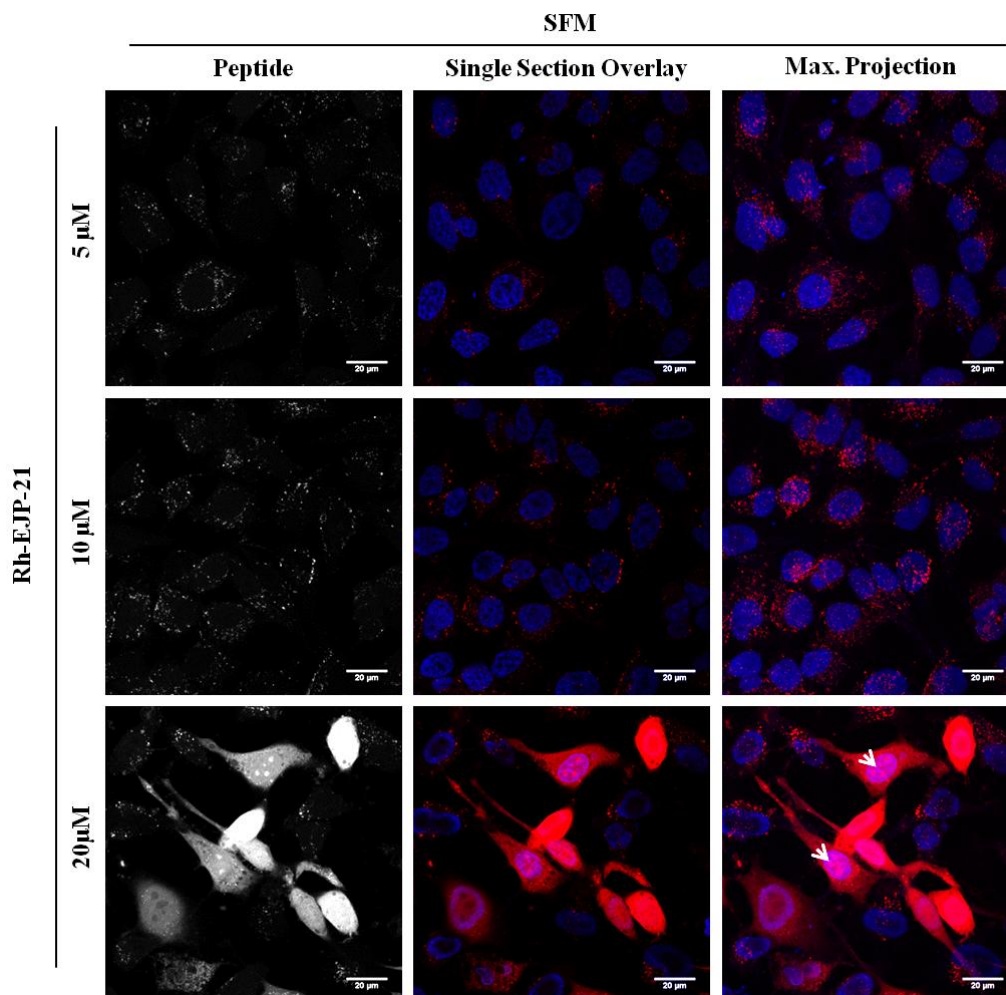 SFM
Peptide Single Section Overlay Max. Projection
Rh-EJP-21
5 µM
20 µm 20 µm 20 µm
10 µM
20 µm 20 µm 20 µm
20µM
20 µm 20 µm 20 µm